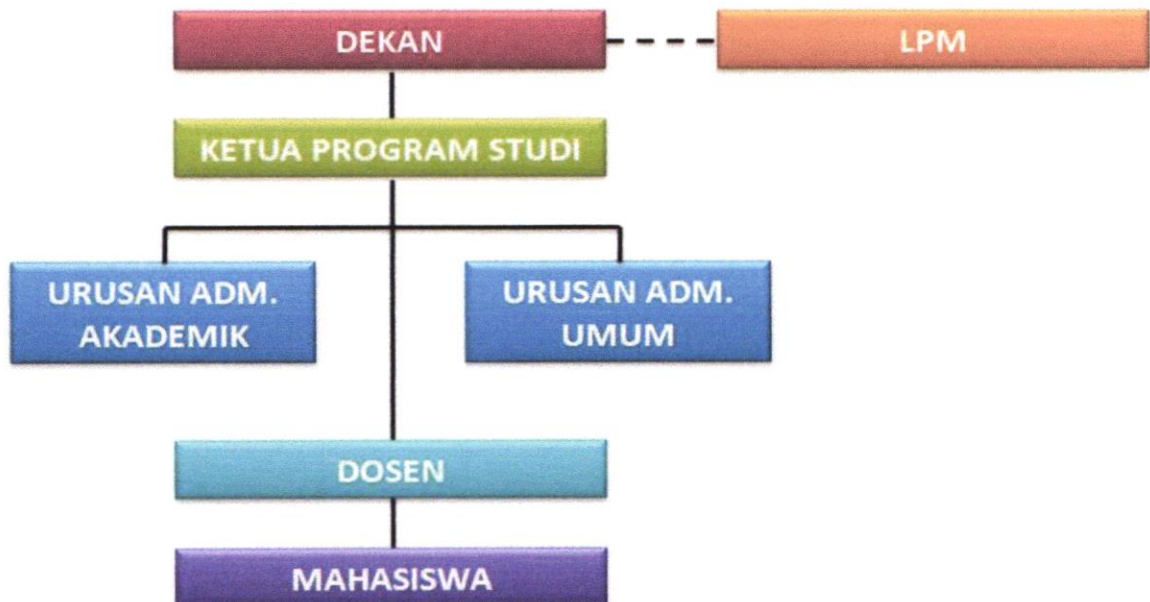 DEKAN
LPM
KETUA PROGRAM STUDI
URUSAN ADM.
AKADEMIK
URUSAN ADM.
UMUM
DOSEN
MAHASISWA